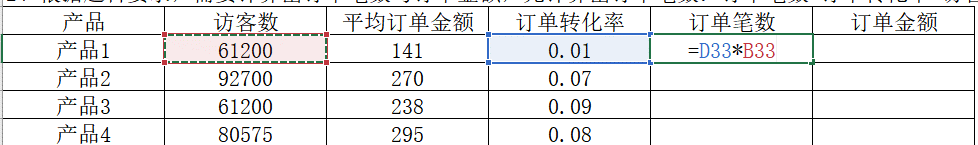 产品 访客数 平均订单金额 订单转化率 订单笔数 订单金额
产品1 61200 141 0.01 =D33*B33
产品2 92700 270 0.07
产品3 61200 238 0.09
产品4 80575 295 0.08